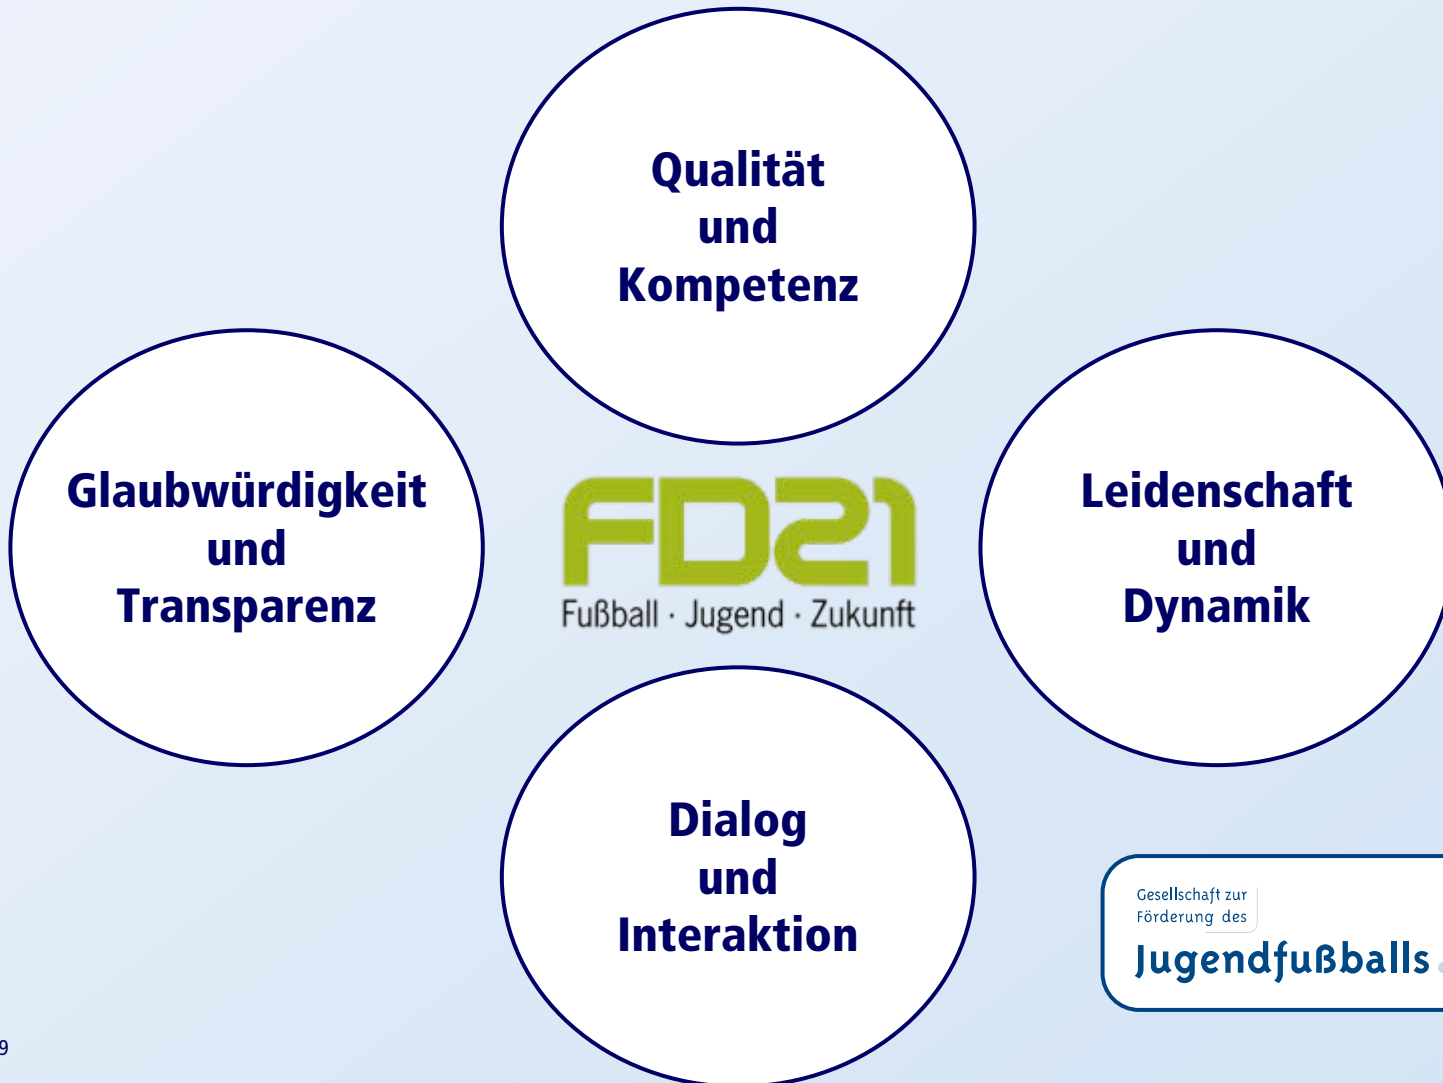 Qualität
und
Kompetenz
Glaubwürdigkeit
und
Transparenz
FD21
Fußball · Jugend · Zukunft
Leidenschaft
und
Dynamik
Dialog
und
Interaktion
Gesellschaft zur
Förderung des
Jugendfußballs
9